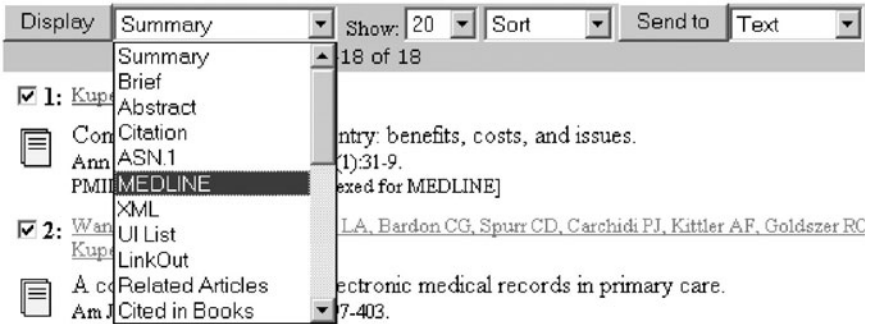 Display Summary Show: 20 Sort Send to Text
Summary -18 of 18
Brief
1: Kupe
Abstract
Citation
Con ntry: benefits, costs, and issues.
ASN.1
Ann (1):31-9.
MEDLINE
PMI exed for MEDLINE]
XML
2: Wan LA, Bardon CG, Spurr CD, Carchidi PJ, Kittler AF, Goldszer RC
UI List
Kupe
LinkOut
Related Articles
A co ectronic medical records in primary care.
Cited in Books
Am J 7-403.